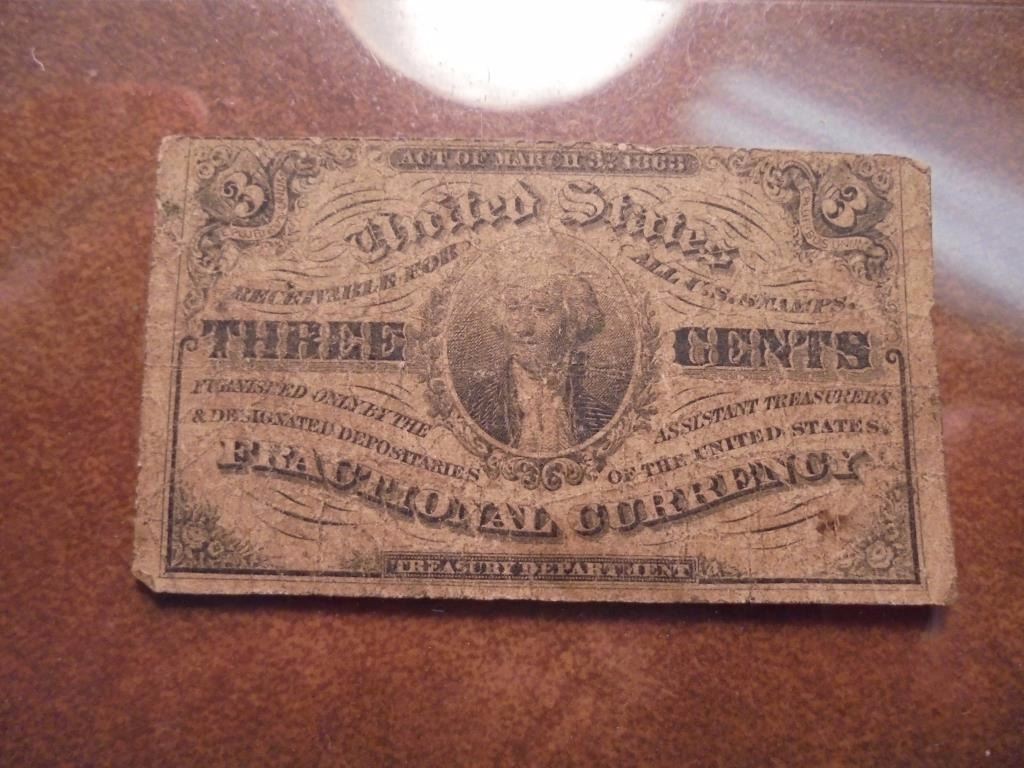 ACT OF MARCH 3. 1863
3 3
United States
RECEIVABLE FOR ALL U.S. STAMPS.
THREE CENTS
FURNISHED ONLY BY THE ASSISTANT TREASURERS
& DESIGNATED DEPOSITARIES OF THE UNITED STATES.
FRACTIONAL CURRENCY
TREASURY DEPARTMENT